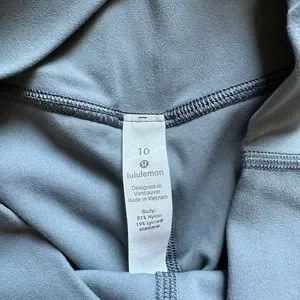 10
lululemon
Designed in
Vancouver
Made in Vietnam
Body:
81% Nylon
19% Lycra®
elastane